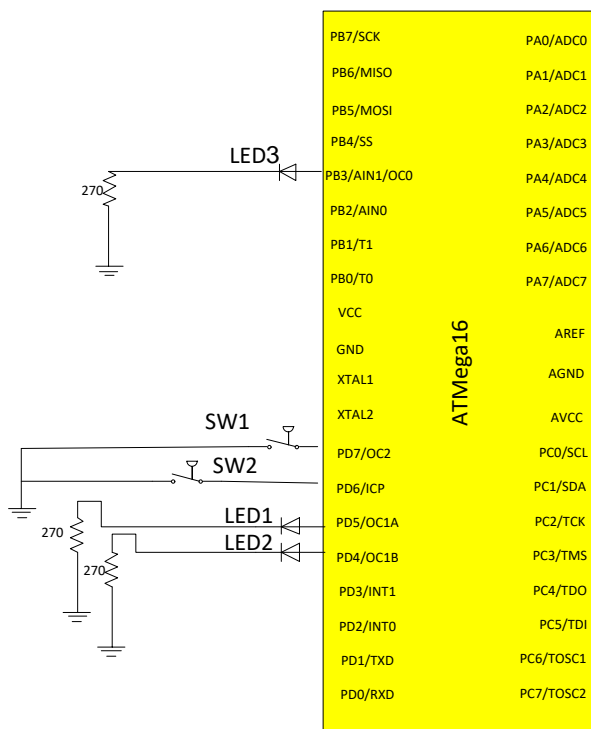 PB7/SCK
PA0/ADC0
PB6/MISO
PA1/ADC1
PB5/MOSI
PA2/ADC2
PB4/SS
PA3/ADC3
LED3
PB3/AIN1/OC0
PA4/ADC4
270
PB2/AIN0
PA5/ADC5
PB1/T1
PA6/ADC6
PB0/T0
PA7/ADC7
VCC
ATMega16
AREF
GND
AGND
XTAL1
XTAL2
AVCC
SW1
PD7/OC2
PC0/SCL
SW2
PD6/ICP
PC1/SDA
LED1
PD5/OC1A
PC2/TCK
270
LED2
PD4/OC1B
PC3/TMS
270
PD3/INT1
PC4/TDO
PD2/INT0
PC5/TDI
PD1/TXD
PC6/TOSC1
PD0/RXD
PC7/TOSC2